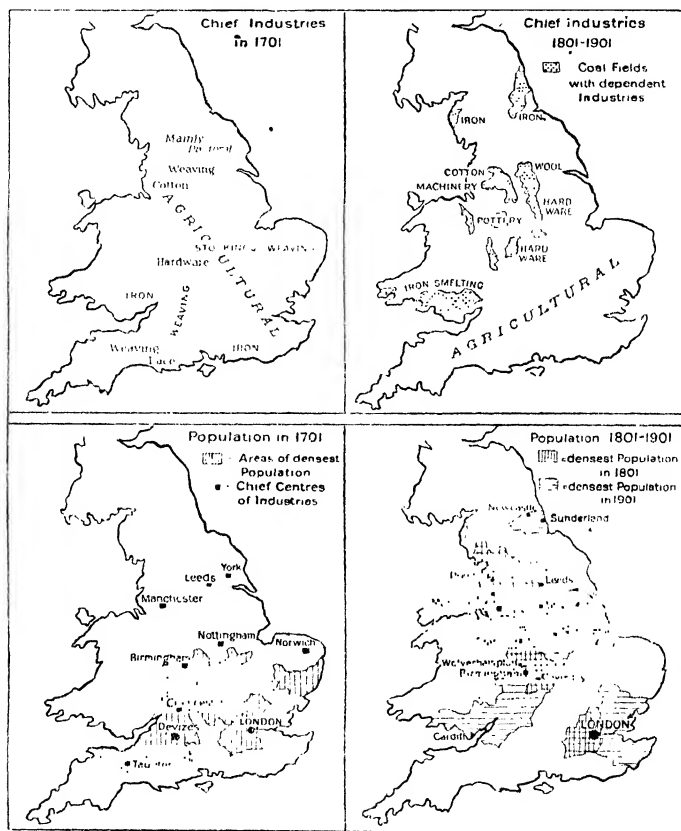 Chief Industries
in 1701
Mainly
Weaving
Cotton
AGRICULTURAL
WEAVING
Hardware
IRON
WEAVING
Weaving
Lace
IRON
Chief Industries
1801-1901
Coal Fields
with dependent
Industries
IRON
IRON
COTTON
MACHINERY
WOOL
HARD
WARE
POTTERY
HARD
WARE
IRON SMELTING
AGRICULTURAL
Population in 1701
Areas of densest
Population
Chief Centres
of Industries
York
Leeds
Manchester
Nottingham
Norwich
Birmingham
LONDON
Devizes
Population 1801-1901
=densest Population
in 1801
=densest Population
in 1901
Newcastle
Sunderland
Leeds
Birmingham
LONDON
Cardiff